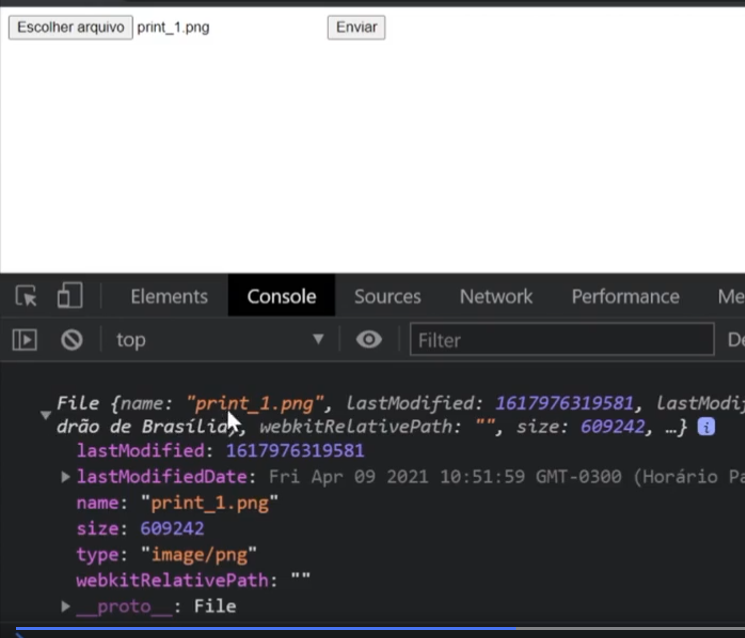 Escolher arquivo print_1.png Enviar
Elements Console Sources Network Performance Me
top Filter De
File {name: "print_1.png", lastModified: 1617976319581, lastModif
drão de Brasília), webkitRelativePath: "", size: 609242, …} i
lastModified: 1617976319581
lastModifiedDate: Fri Apr 09 2021 10:51:59 GMT-0300 (Horário Pa
name: "print_1.png"
size: 609242
type: "image/png"
webkitRelativePath: ""
__proto__: File